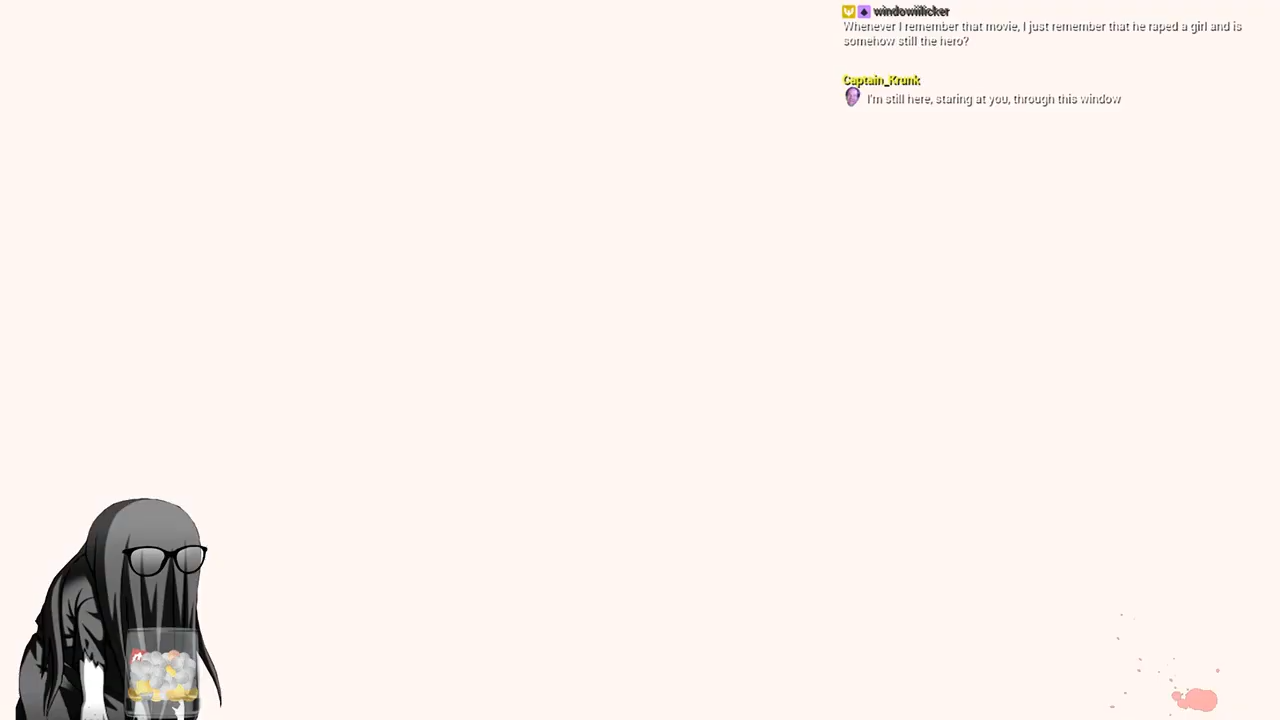 windowiillicker
Whenever I remember that movie, I just remember that he raped a girl and is
somehow still the hero?
Captain_Krunk
I'm still here, staring at you, through this window